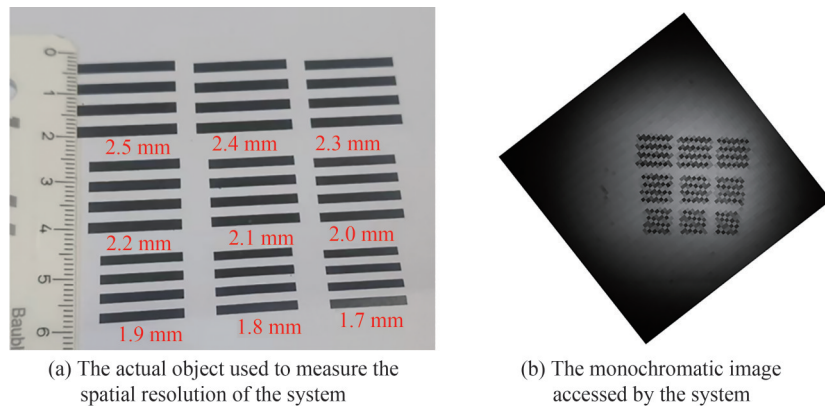 0
1
2
3
4
5
6
Baubl
2.5 mm 2.4 mm 2.3 mm
2.2 mm 2.1 mm 2.0 mm
1.9 mm 1.8 mm 1.7 mm
(a) The actual object used to measure the
spatial resolution of the system
(b) The monochromatic image
accessed by the system